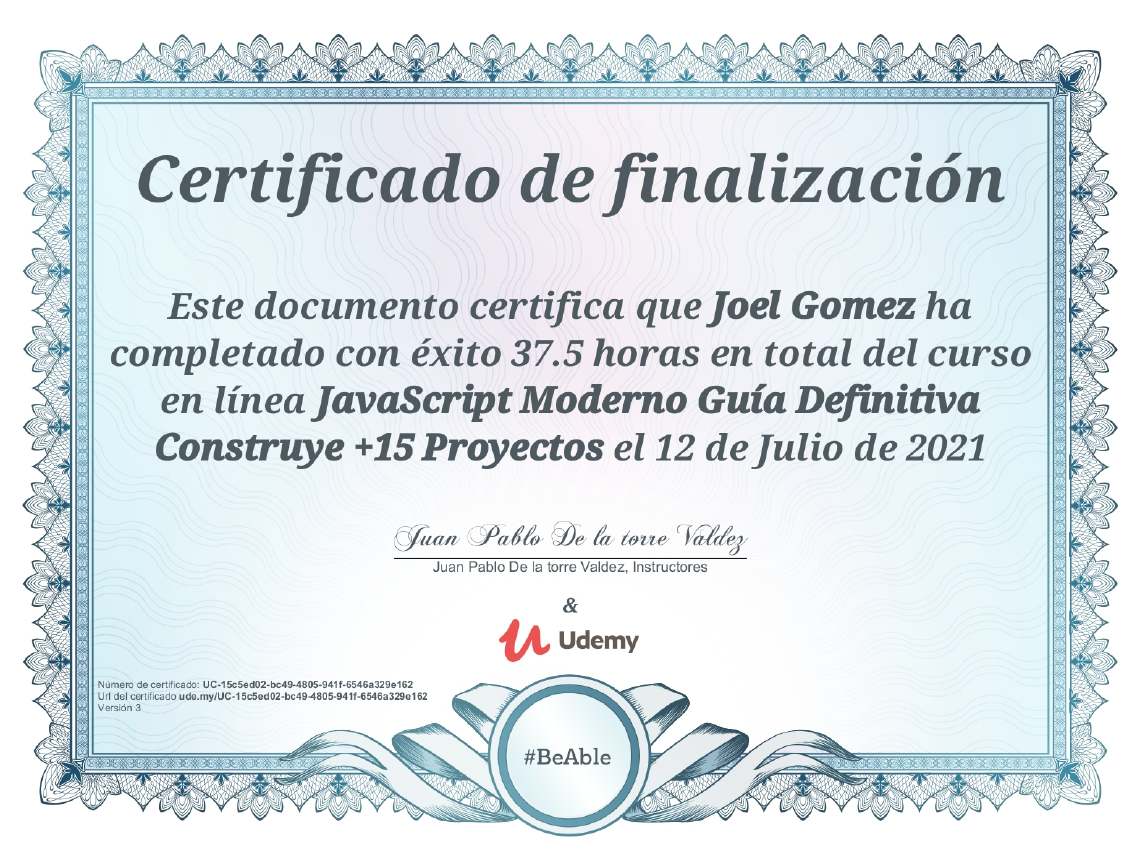 Certificado de finalización
Este documento certifica que Joel Gomez ha
completado con éxito 37.5 horas en total del curso
en línea JavaScript Moderno Guía Definitiva
Construye +15 Proyectos el 12 de Julio de 2021
Juan Pablo De la torre Valdez
Juan Pablo De la torre Valdez, Instructores
&
Udemy
Número de certificado: UC-15c5ed02-bc49-4805-941f-6546a329e162
Url del certificado ude.my/UC-15c5ed02-bc49-4805-941f-6546a329e162
Versión 3
#BeAble